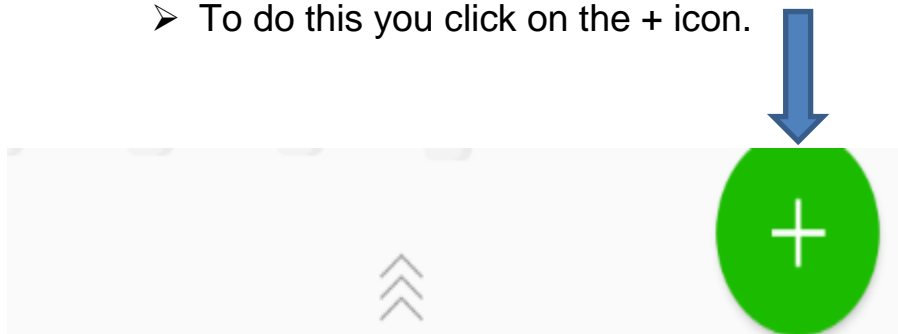 ➢ To do this you click on the + icon.
+